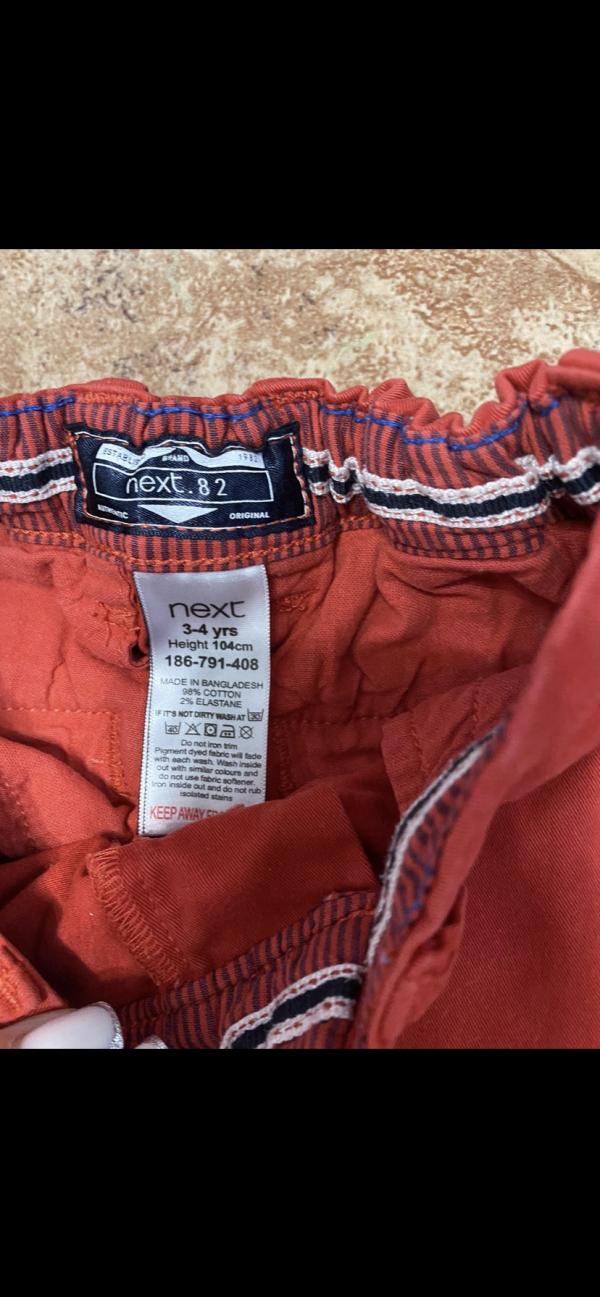 BRAND 1982
next.82
AUTHENTIC ORIGINAL
next
3-4 yrs
Height 104cm
186-791-408
MADE IN BANGLADESH
98% COTTON
2% ELASTANE
IF IT'S NOT DIRTY WASH AT 30
40
Do not iron trim
Pigment dyed fabric will fade
with each wash. Wash inside
out with similar colours and
do not use fabric softener.
Iron inside out and do not rub
isolated stains
KEEP AWAY